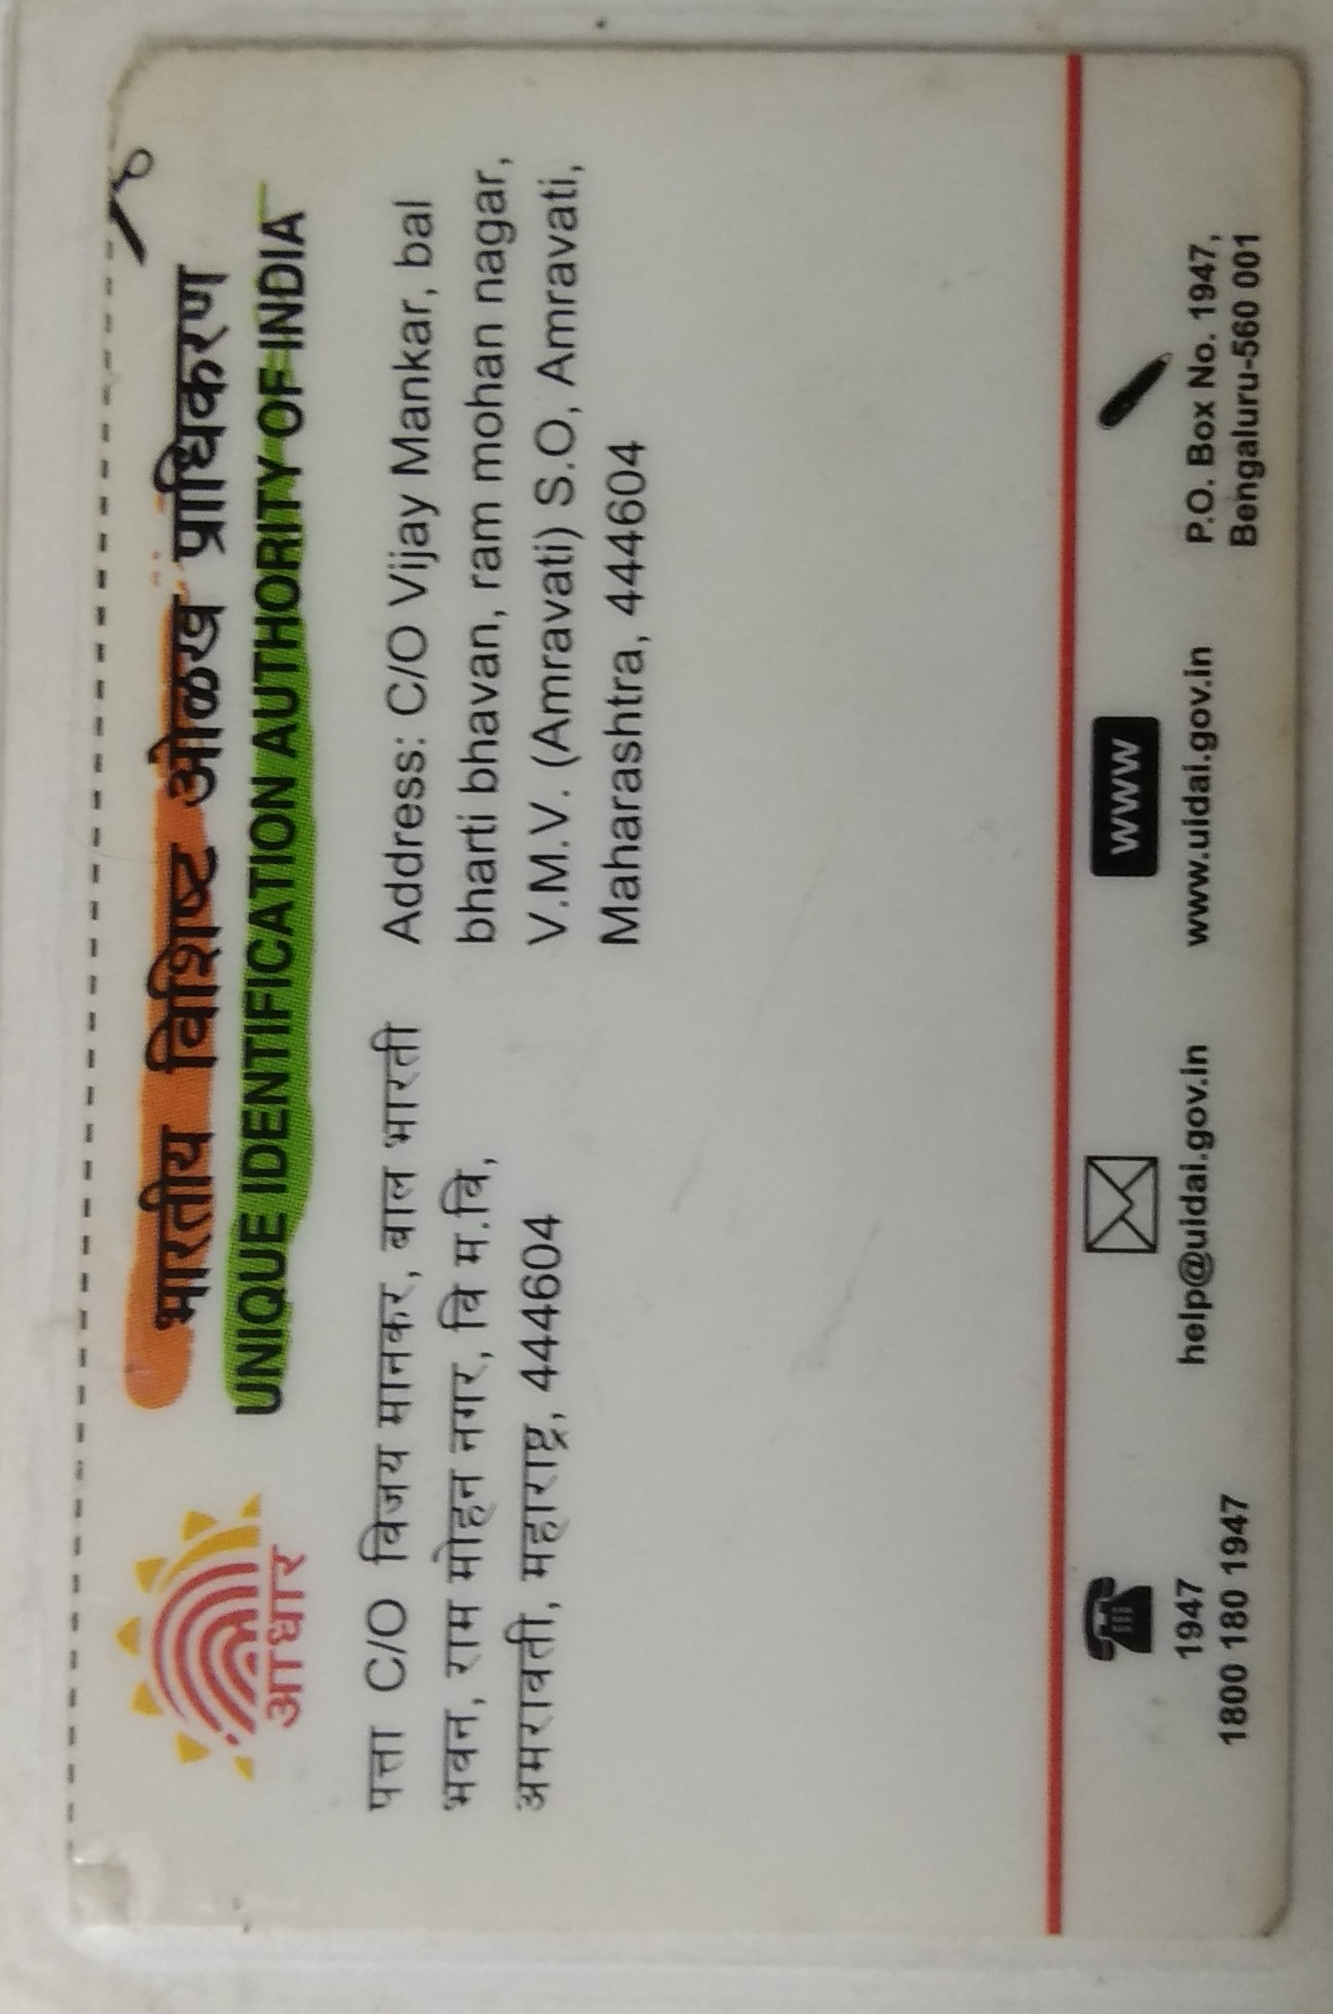 भारतीय विशिष्ट ओळख प्राधिकरण
UNIQUE IDENTIFICATION AUTHORITY OF INDIA
आधार
पत्ता C/O विजय मानकर, बाल भारती
भवन, राम मोहन नगर, वि म.वि,
अमरावती, महाराष्ट्र, 444604
Address: C/O Vijay Mankar, bal
bharti bhavan, ram mohan nagar,
V.M.V. (Amravati) S.O, Amravati,
Maharashtra, 444604
1947
1800 180 1947
help@uidai.gov.in
WWW
www.uidai.gov.in
P.O. Box No. 1947,
Bengaluru-560 001